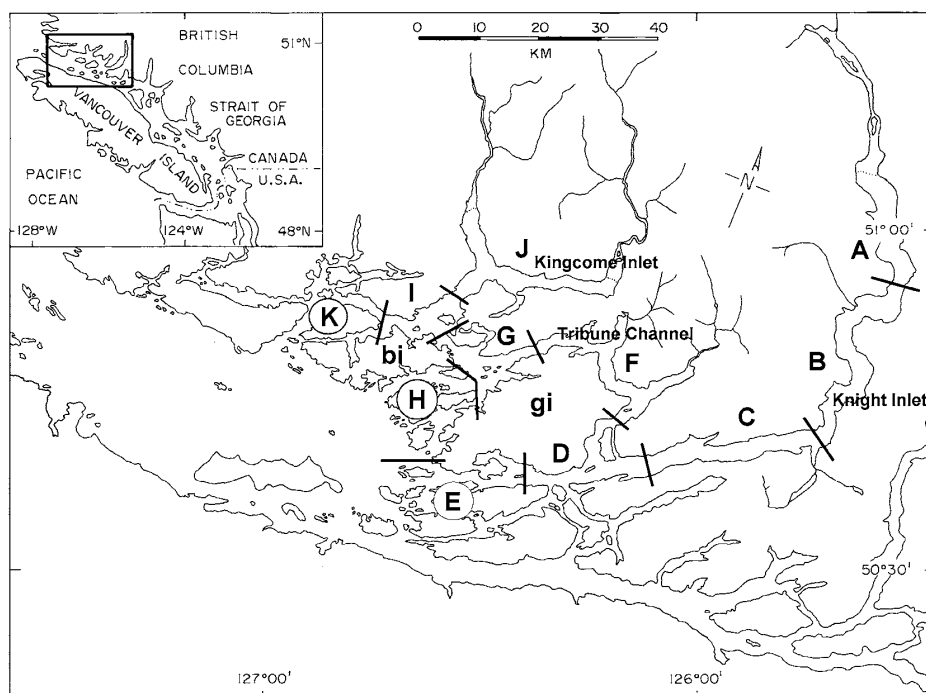 BRITISH
COLUMBIA
51°N
STRAIT OF
GEORGIA
VANCOUVER
ISLAND
CANADA
U.S.A.
PACIFIC
OCEAN
128°W
124°W
48°N
0 10 20 30 40
KM
N
51°00'
A
J
Kingcome Inlet
I
K
G
Tribune Channel
bi
F
B
H
gi
Knight Inlet
C
D
E
50°30'
127°00'
126°00'